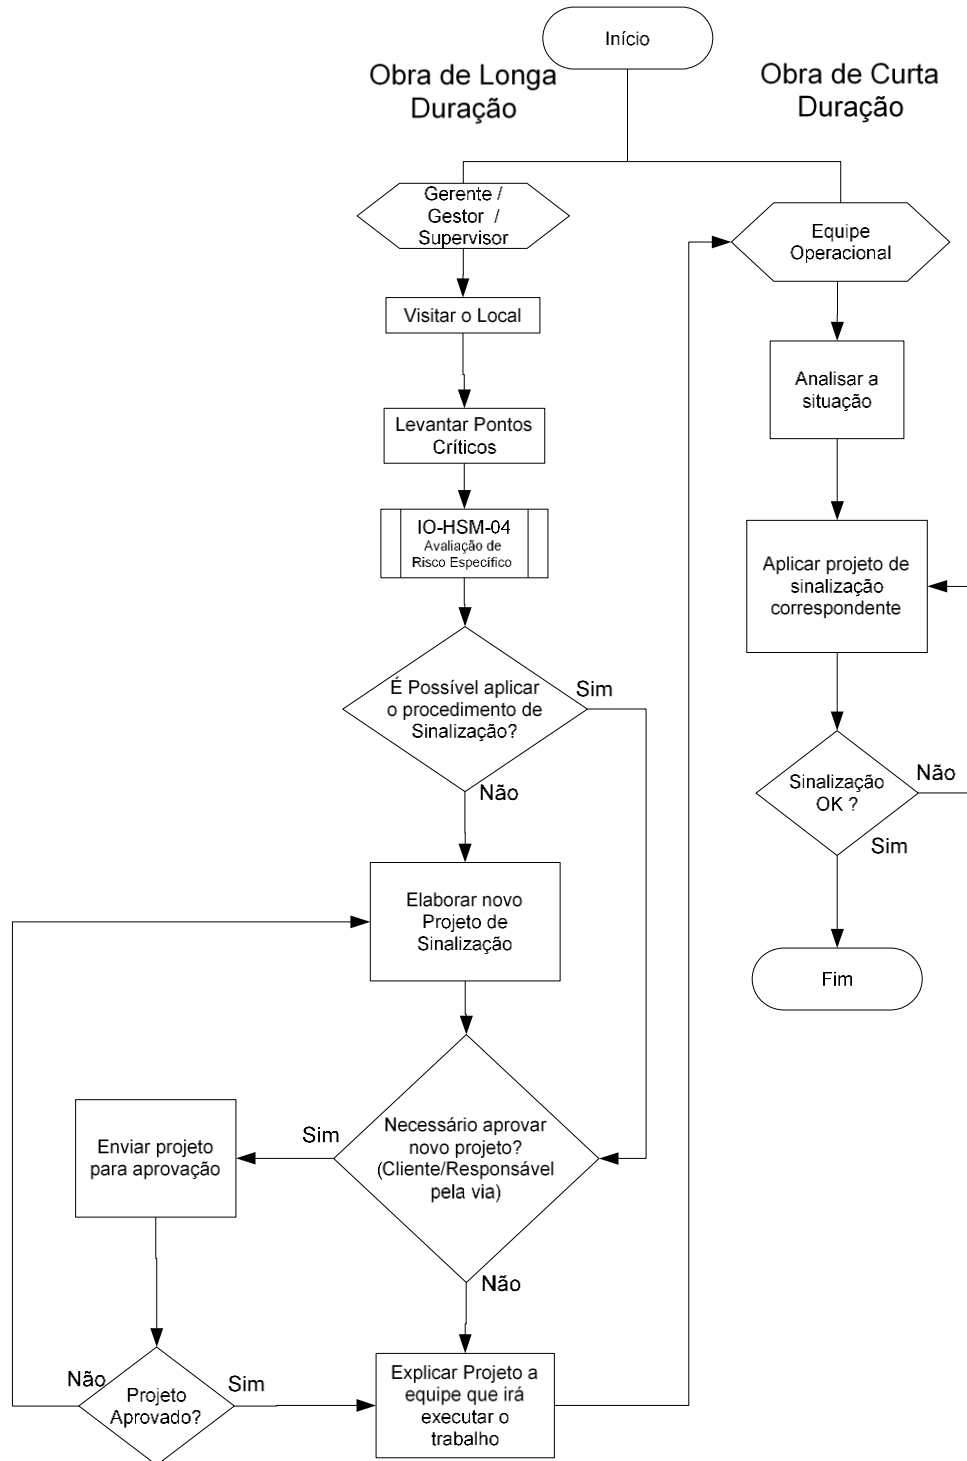 Início
Obra de Longa
Duração
Obra de Curta
Duração
Gerente /
Gestor /
Supervisor
Visitar o Local
Levantar Pontos
Críticos
IO-HSM-04
Avaliação de
Risco Específico
É Possível aplicar
o procedimento de
Sinalização?
Sim
Não
Elaborar novo
Projeto de
Sinalização
Necessário aprovar
novo projeto?
(Cliente/Responsável
pela via)
Sim
Não
Enviar projeto
para aprovação
Projeto
Aprovado?
Não
Sim
Explicar Projeto a
equipe que irá
executar o
trabalho
Equipe
Operacional
Analisar a
situação
Aplicar projeto de
sinalização
correspondente
Sinalização
OK ?
Não
Sim
Fim